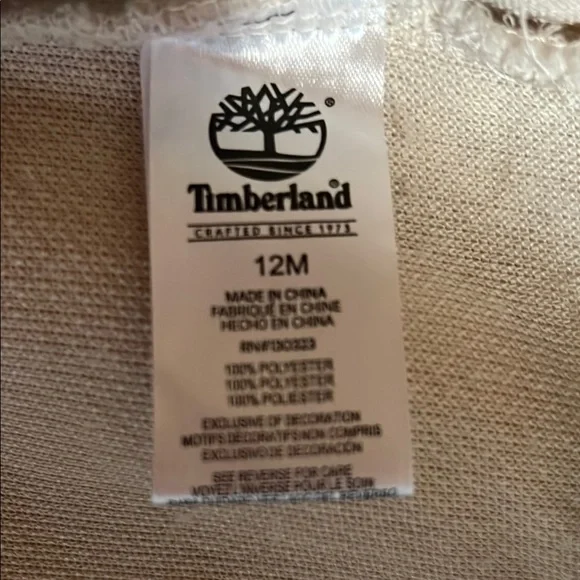 ®
Timberland®
CRAFTED SINCE 1973
12M
MADE IN CHINA
FABRIQUÉ EN CHINE
HECHO EN CHINA
RN#130323
100% POLYESTER
100% POLYESTER
100% POLIESTER
EXCLUSIVE OF DECORATION
MOTIFS DÉCORATIFS NON COMPRIS
EXCLUSIVO DE DECORACIÓN
SEE REVERSE FOR CARE
VOYEZ L'INVERSE POUR LE SOIN